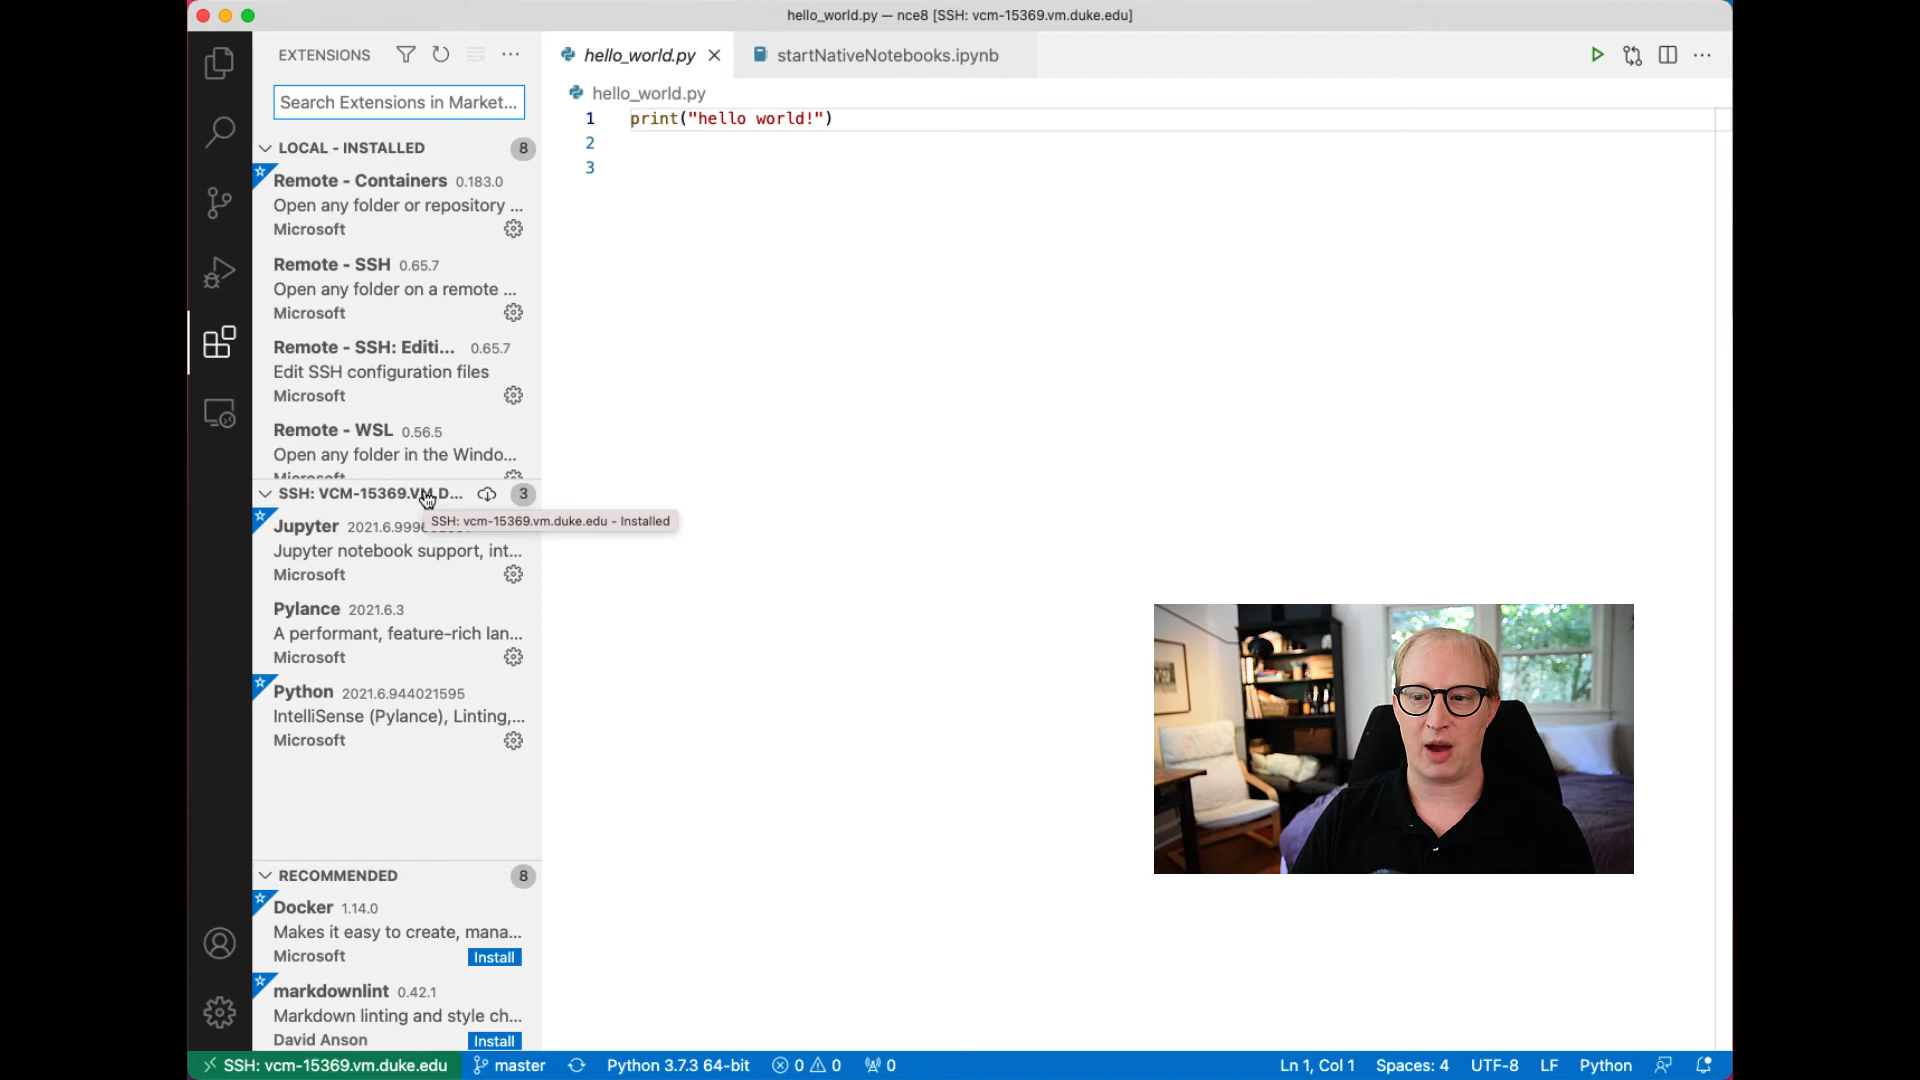 hello_world.py — nce8 [SSH: vcm-15369.vm.duke.edu]
EXTENSIONS
hello_world.py
startNativeNotebooks.ipynb
Search Extensions in Market...
hello_world.py
1 print("hello world!")
2
3
LOCAL - INSTALLED 8
Remote - Containers 0.183.0
Open any folder or repository ...
Microsoft
Remote - SSH 0.65.7
Open any folder on a remote ...
Microsoft
Remote - SSH: Editi... 0.65.7
Edit SSH configuration files
Microsoft
Remote - WSL 0.56.5
Open any folder in the Windo...
Microsoft
SSH: VCM-15369.VM.D... 3
SSH: vcm-15369.vm.duke.edu - Installed
Jupyter
Jupyter notebook support, int...
Microsoft
Pylance 2021.6.3
A performant, feature-rich lan...
Microsoft
Python 2021.6.944021595
IntelliSense (Pylance), Linting,...
Microsoft
RECOMMENDED 8
Docker 1.14.0
Makes it easy to create, mana...
Microsoft Install
markdownlint 0.42.1
Markdown linting and style ch...
David Anson Install
SSH: vcm-15369.vm.duke.edu master Python 3.7.3 64-bit 0 0 0 Ln 1, Col 1 Spaces: 4 UTF-8 LF Python